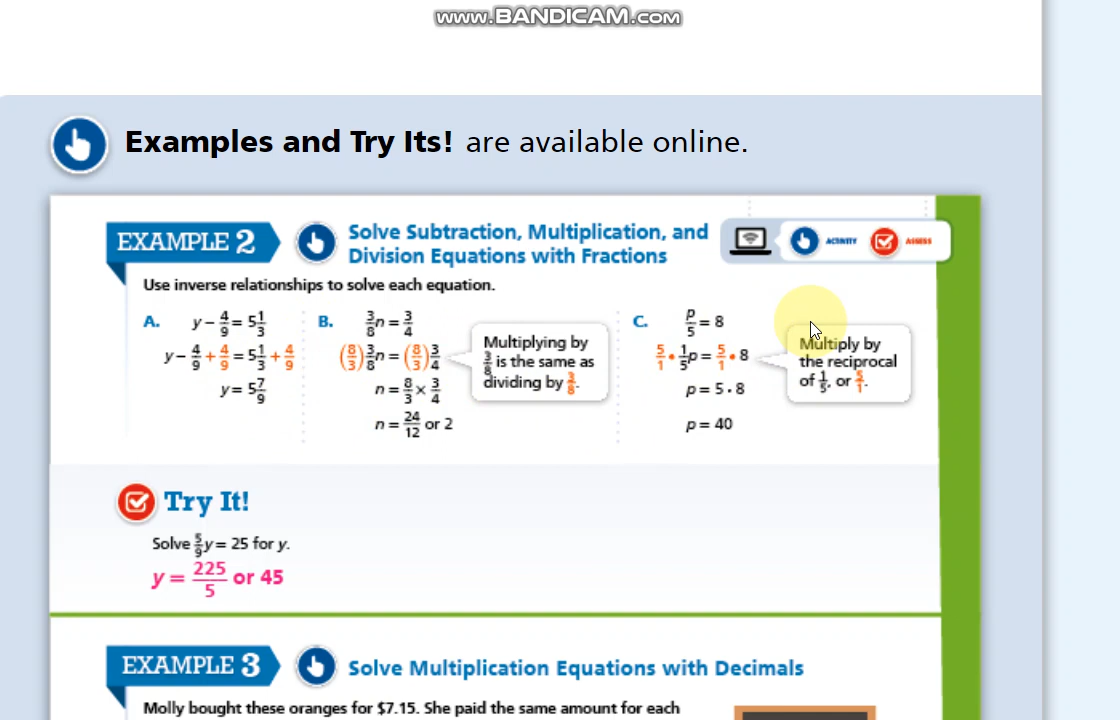 www.BANDICAM.com
Examples and Try Its! are available online.
EXAMPLE 2
Solve Subtraction, Multiplication, and
Division Equations with Fractions
ACTIVITY
ASSESS
Use inverse relationships to solve each equation.
A. y − 4/9 = 5 1/3
y − 4/9 + 4/9 = 5 1/3 + 4/9
y = 5 7/9
B. 3/8 n = 3/4
(8/3) 3/8 n = (8/3) 3/4
n = 8/3 × 3/4
n = 24/12 or 2
Multiplying by
8/3 is the same as
dividing by 3/8.
C. p/5 = 8
5/1 • 1/5 p = 5/1 • 8
p = 5 • 8
p = 40
Multiply by
the reciprocal
of 1/5, or 5/1.
Try It!
Solve 5/9 y = 25 for y.
y = 225/5 or 45
EXAMPLE 3
Solve Multiplication Equations with Decimals
Molly bought these oranges for $7.15. She paid the same amount for each